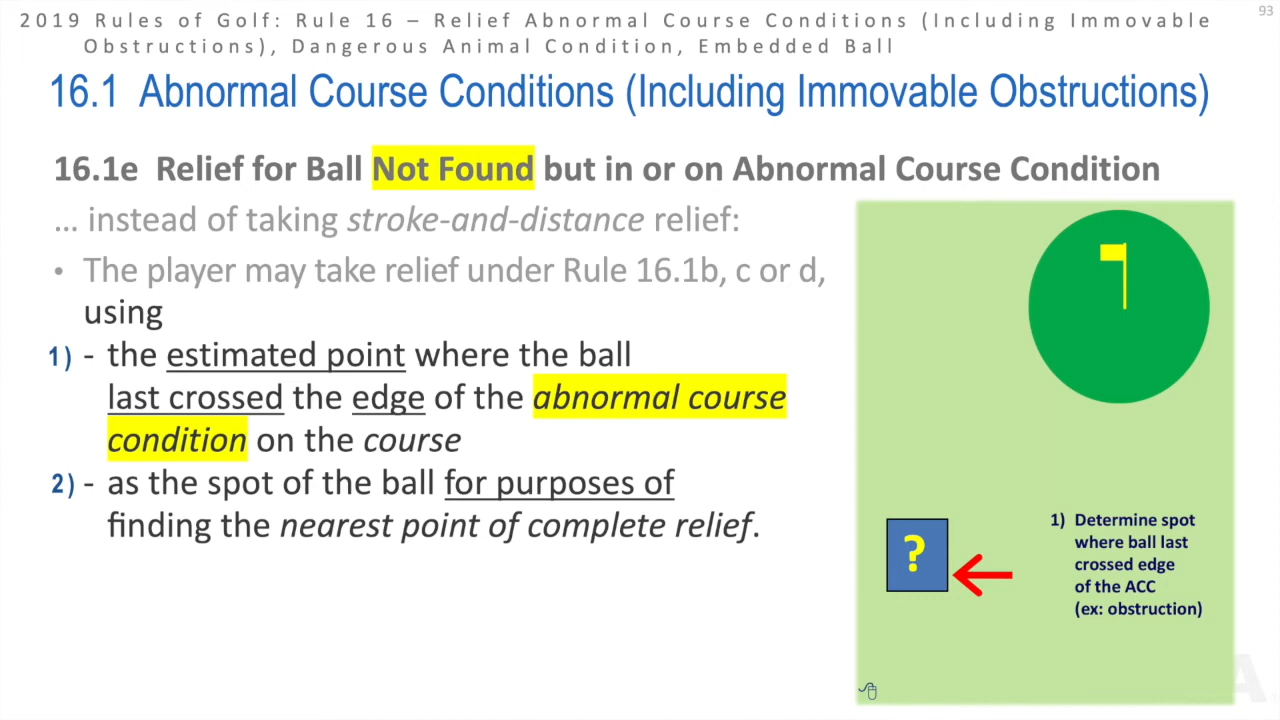 2019 Rules of Golf: Rule 16 – Relief Abnormal Course Conditions (Including Immovable
Obstructions), Dangerous Animal Condition, Embedded Ball
93
16.1 Abnormal Course Conditions (Including Immovable Obstructions)
16.1e Relief for Ball Not Found but in or on Abnormal Course Condition
... instead of taking stroke-and-distance relief:
• The player may take relief under Rule 16.1b, c or d,
using
1) - the estimated point where the ball
last crossed the edge of the abnormal course
condition on the course
2) - as the spot of the ball for purposes of
finding the nearest point of complete relief.
?
1) Determine spot
where ball last
crossed edge
of the ACC
(ex: obstruction)